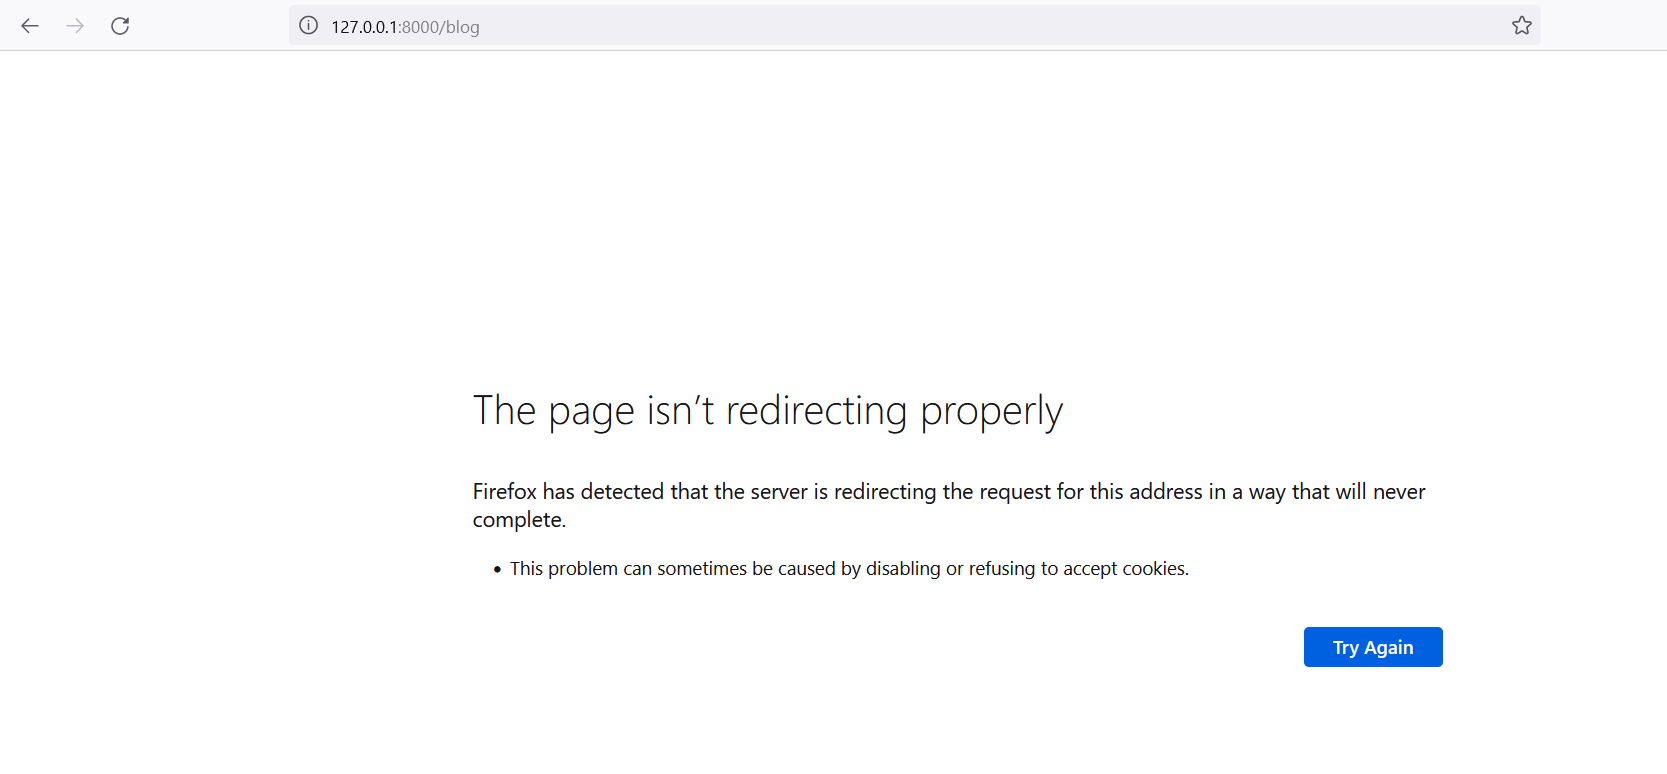 127.0.0.1:8000/blog
The page isn’t redirecting properly
Firefox has detected that the server is redirecting the request for this address in a way that will never
complete.
• This problem can sometimes be caused by disabling or refusing to accept cookies.
Try Again